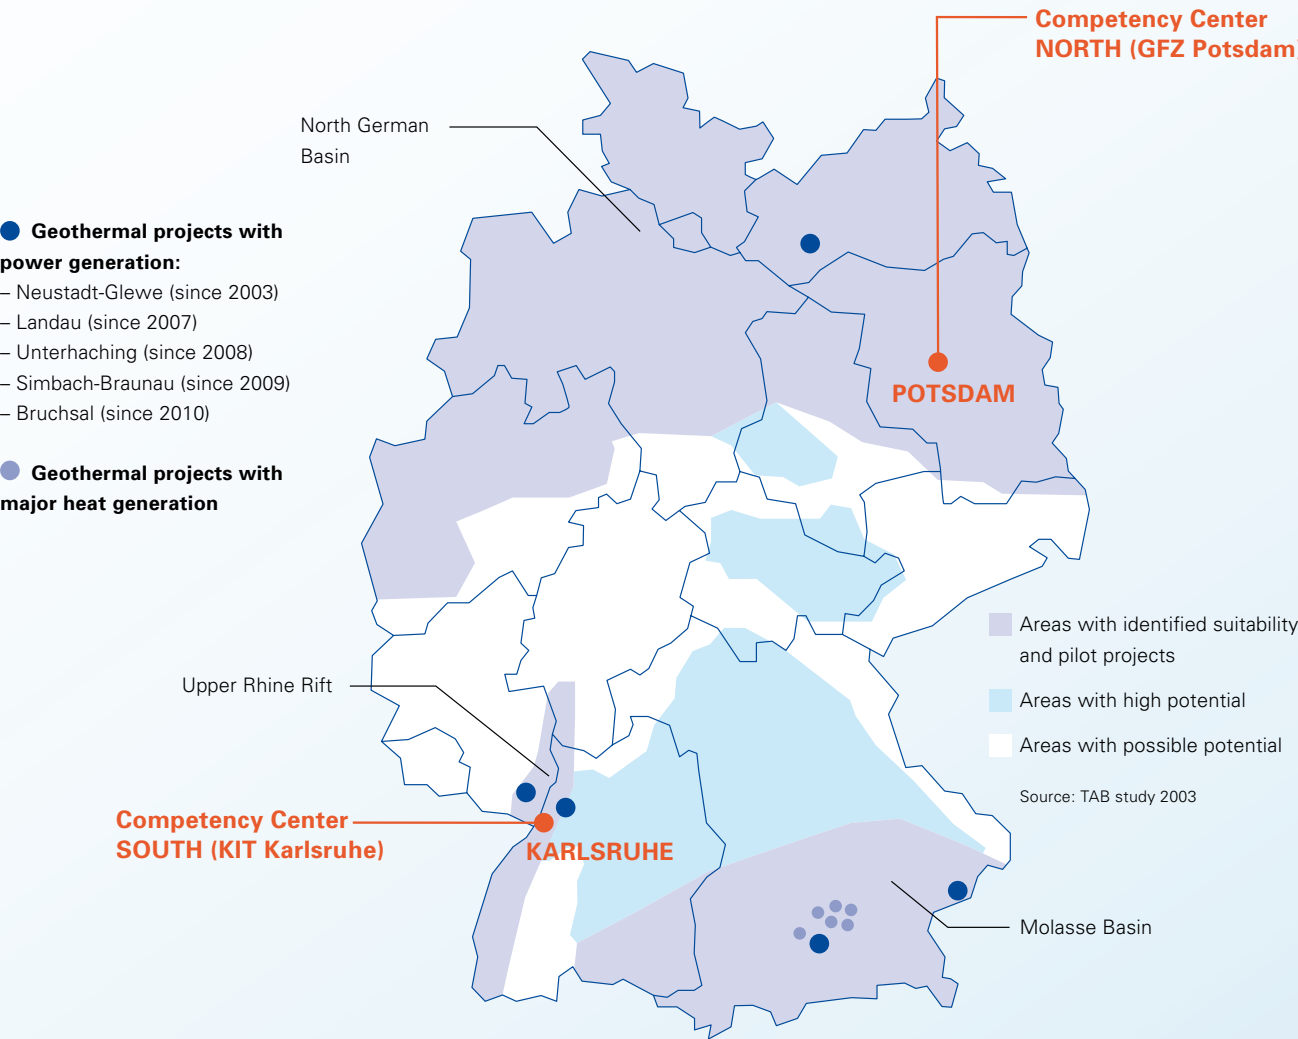 Competency Center
NORTH (GFZ Potsdam)
North German
Basin
Geothermal projects with
power generation:
– Neustadt-Glewe (since 2003)
– Landau (since 2007)
– Unterhaching (since 2008)
– Simbach-Braunau (since 2009)
– Bruchsal (since 2010)
Geothermal projects with
major heat generation
POTSDAM
Areas with identified suitability
and pilot projects
Areas with high potential
Areas with possible potential
Source: TAB study 2003
Upper Rhine Rift
Competency Center
SOUTH (KIT Karlsruhe)
KARLSRUHE
Molasse Basin